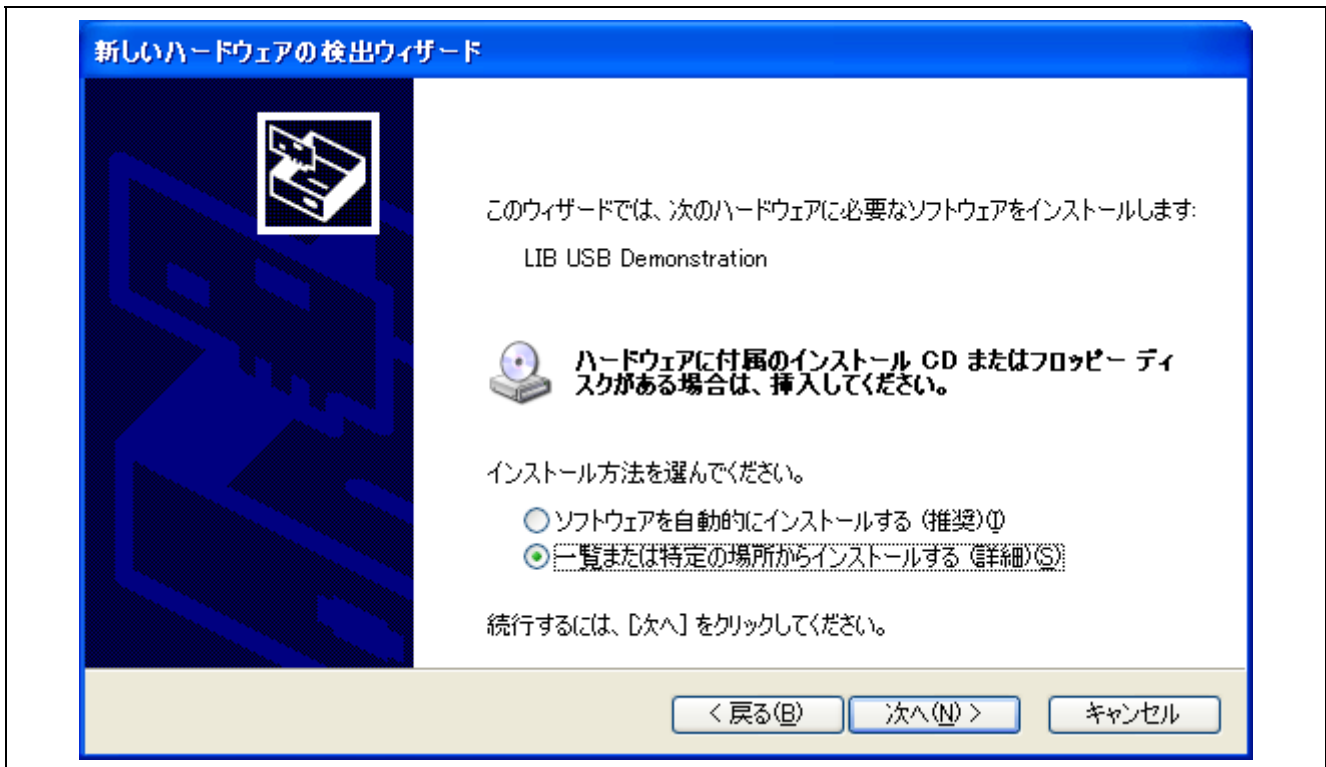 新しいハードウェアの検出ウィザード
このウィザードでは、次のハードウェアに必要なソフトウェアをインストールします:
LIB USB Demonstration
ハードウェアに付属のインストール CD またはフロッピー ディ
スクがある場合は、挿入してください。
インストール方法を選んでください。
ソフトウェアを自動的にインストールする (推奨)(I)
一覧または特定の場所からインストールする (詳細)(S)
続行するには、[次へ] をクリックしてください。
< 戻る(B) 次へ(N) > キャンセル